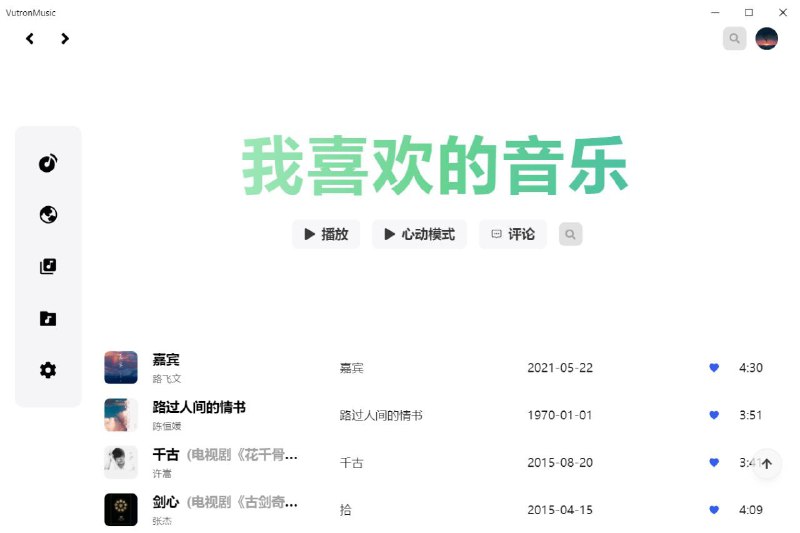 VutronMusic
我喜欢的音乐
播放 心动模式 评论
嘉宾
路飞文
嘉宾 2021-05-22 4:30
路过人间的情书
陈恒媛
路过人间的情书 1970-01-01 3:51
千古 (电视剧《花千骨...
许嵩
千古 2015-08-20 3:4
剑心 (电视剧《古剑奇...
张杰
拾 2015-04-15 4:09